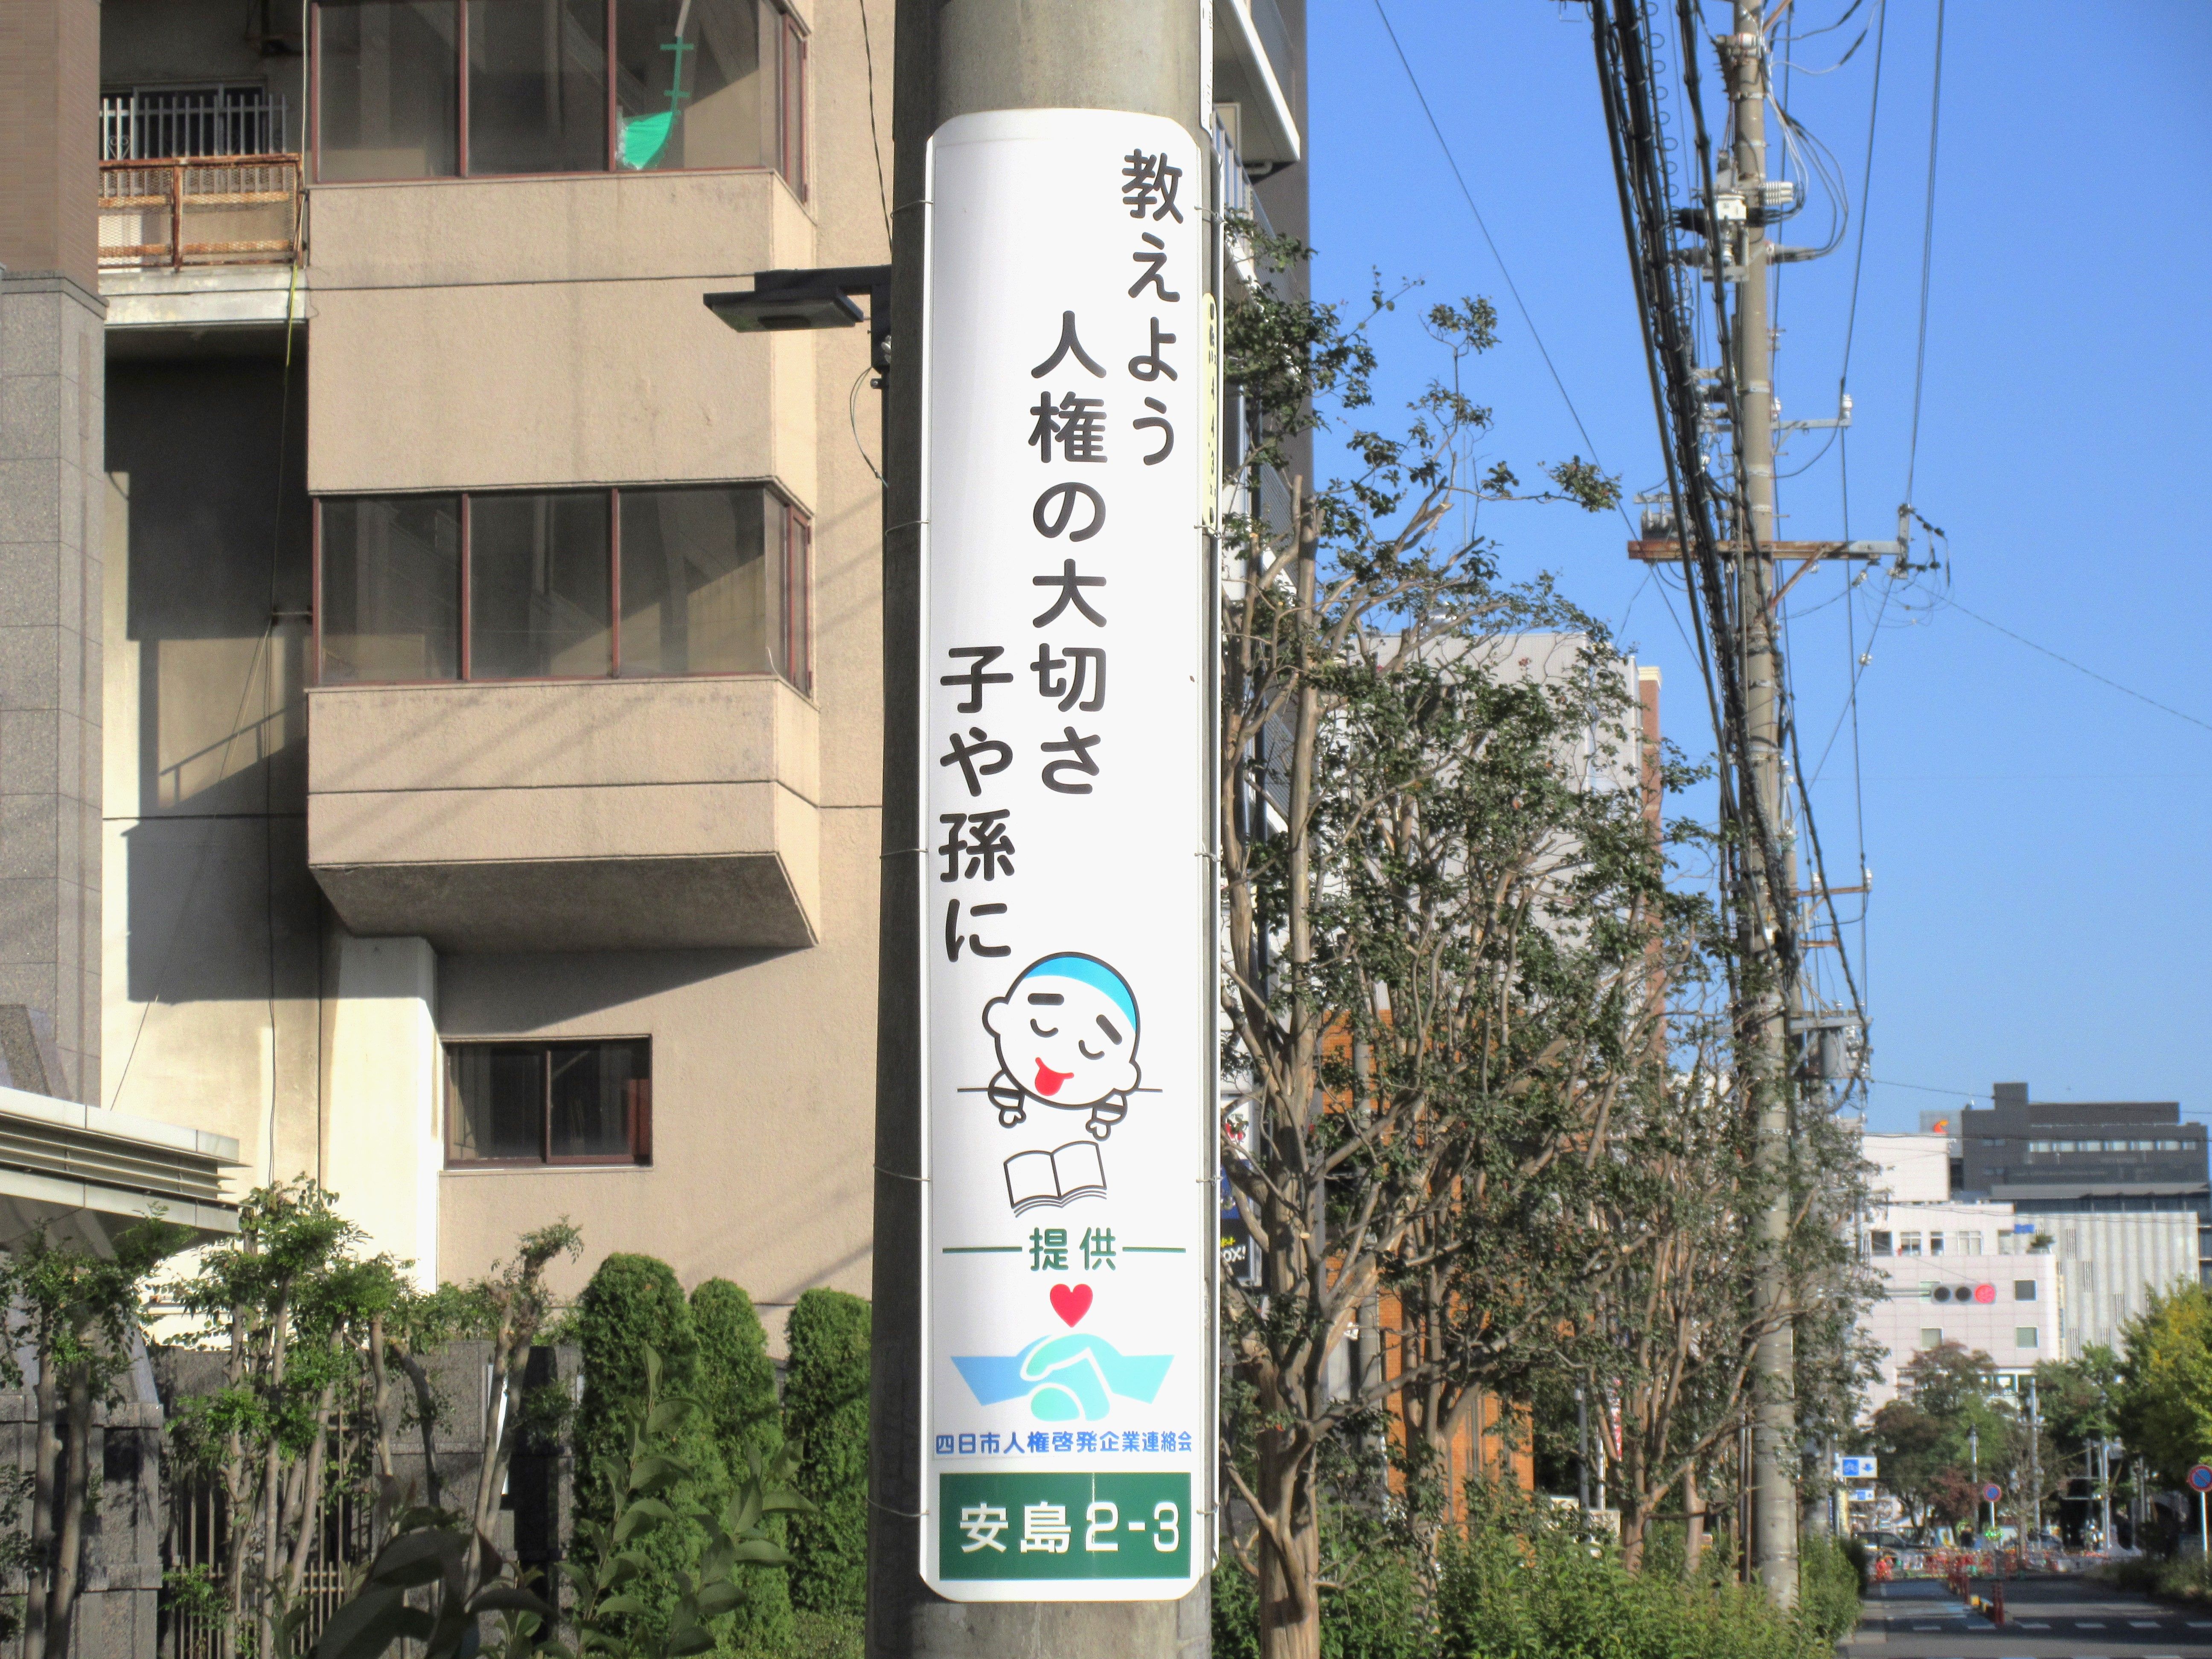 教えよう
人権の大切さ
子や孫に
提供
四日市人権啓発企業連絡会
安島2-3